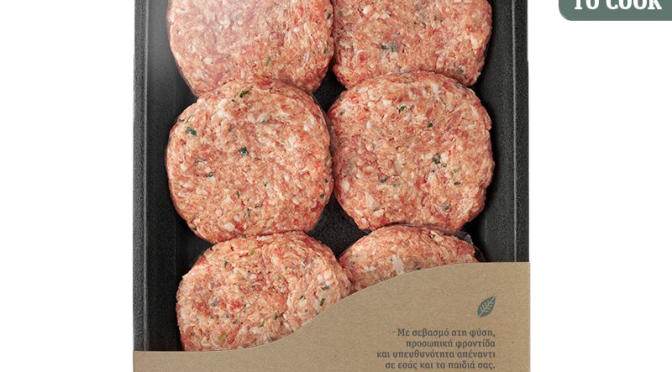 TO COOK
Με σεβασμό στη φύση,
προσωπική φροντίδα
και υπευθυνότητα απέναντι
σε εσάς και τα παιδιά σας.